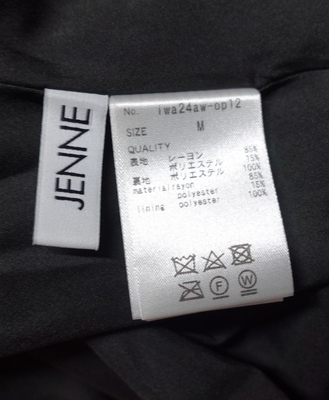 JENNE
No. iwa24aw-op12
SIZE M
QUALITY
表地 レーヨン 85%
ポリエステル 15%
裏地 ポリエステル 100%
material rayon 85%
polyester 15%
lining polyester 100%
F W